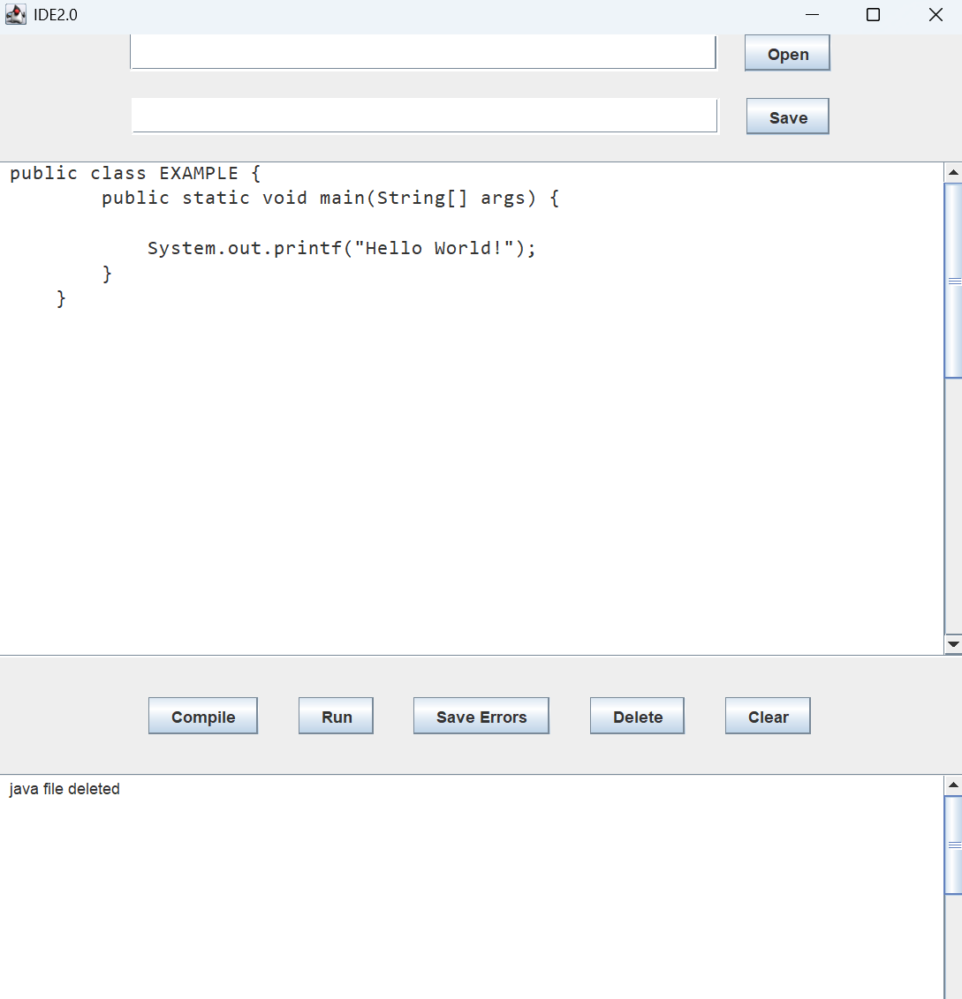 IDE2.0
Open
Save
public class EXAMPLE {
        public static void main(String[] args) {
            System.out.printf("Hello World!");
        }
    }
Compile Run Save Errors Delete Clear
java file deleted